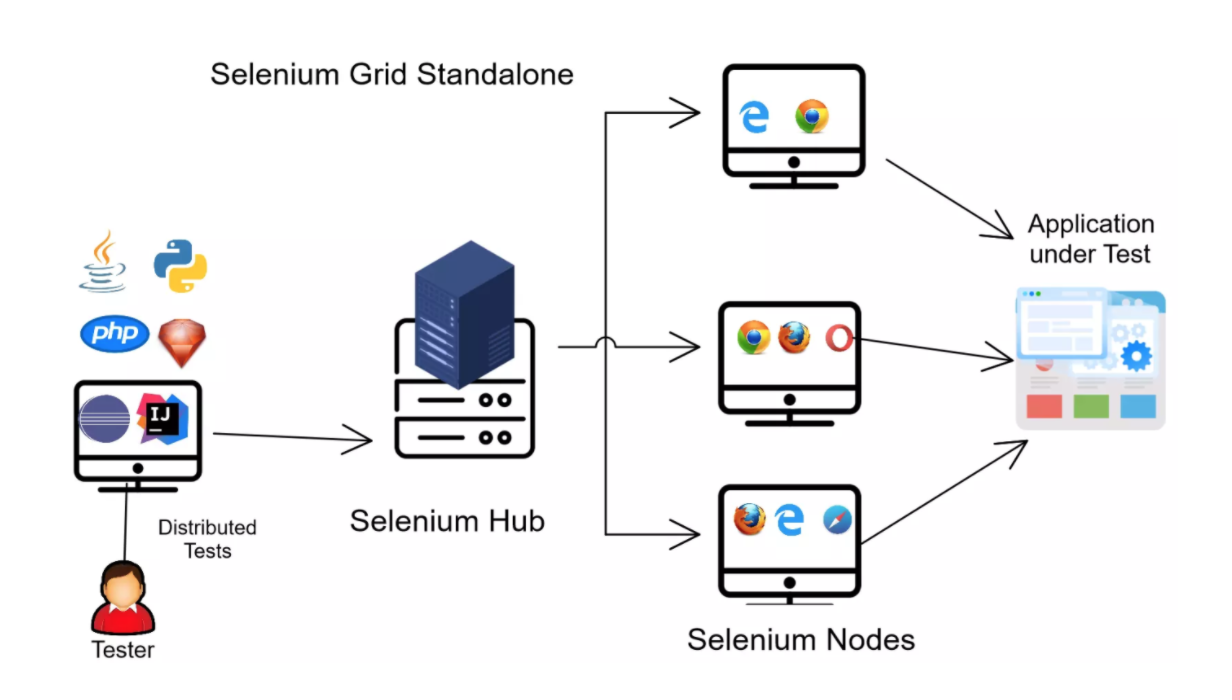 Selenium Grid Standalone
Application
under Test
php
IJ
Selenium Hub
Distributed
Tests
Selenium Nodes
Tester